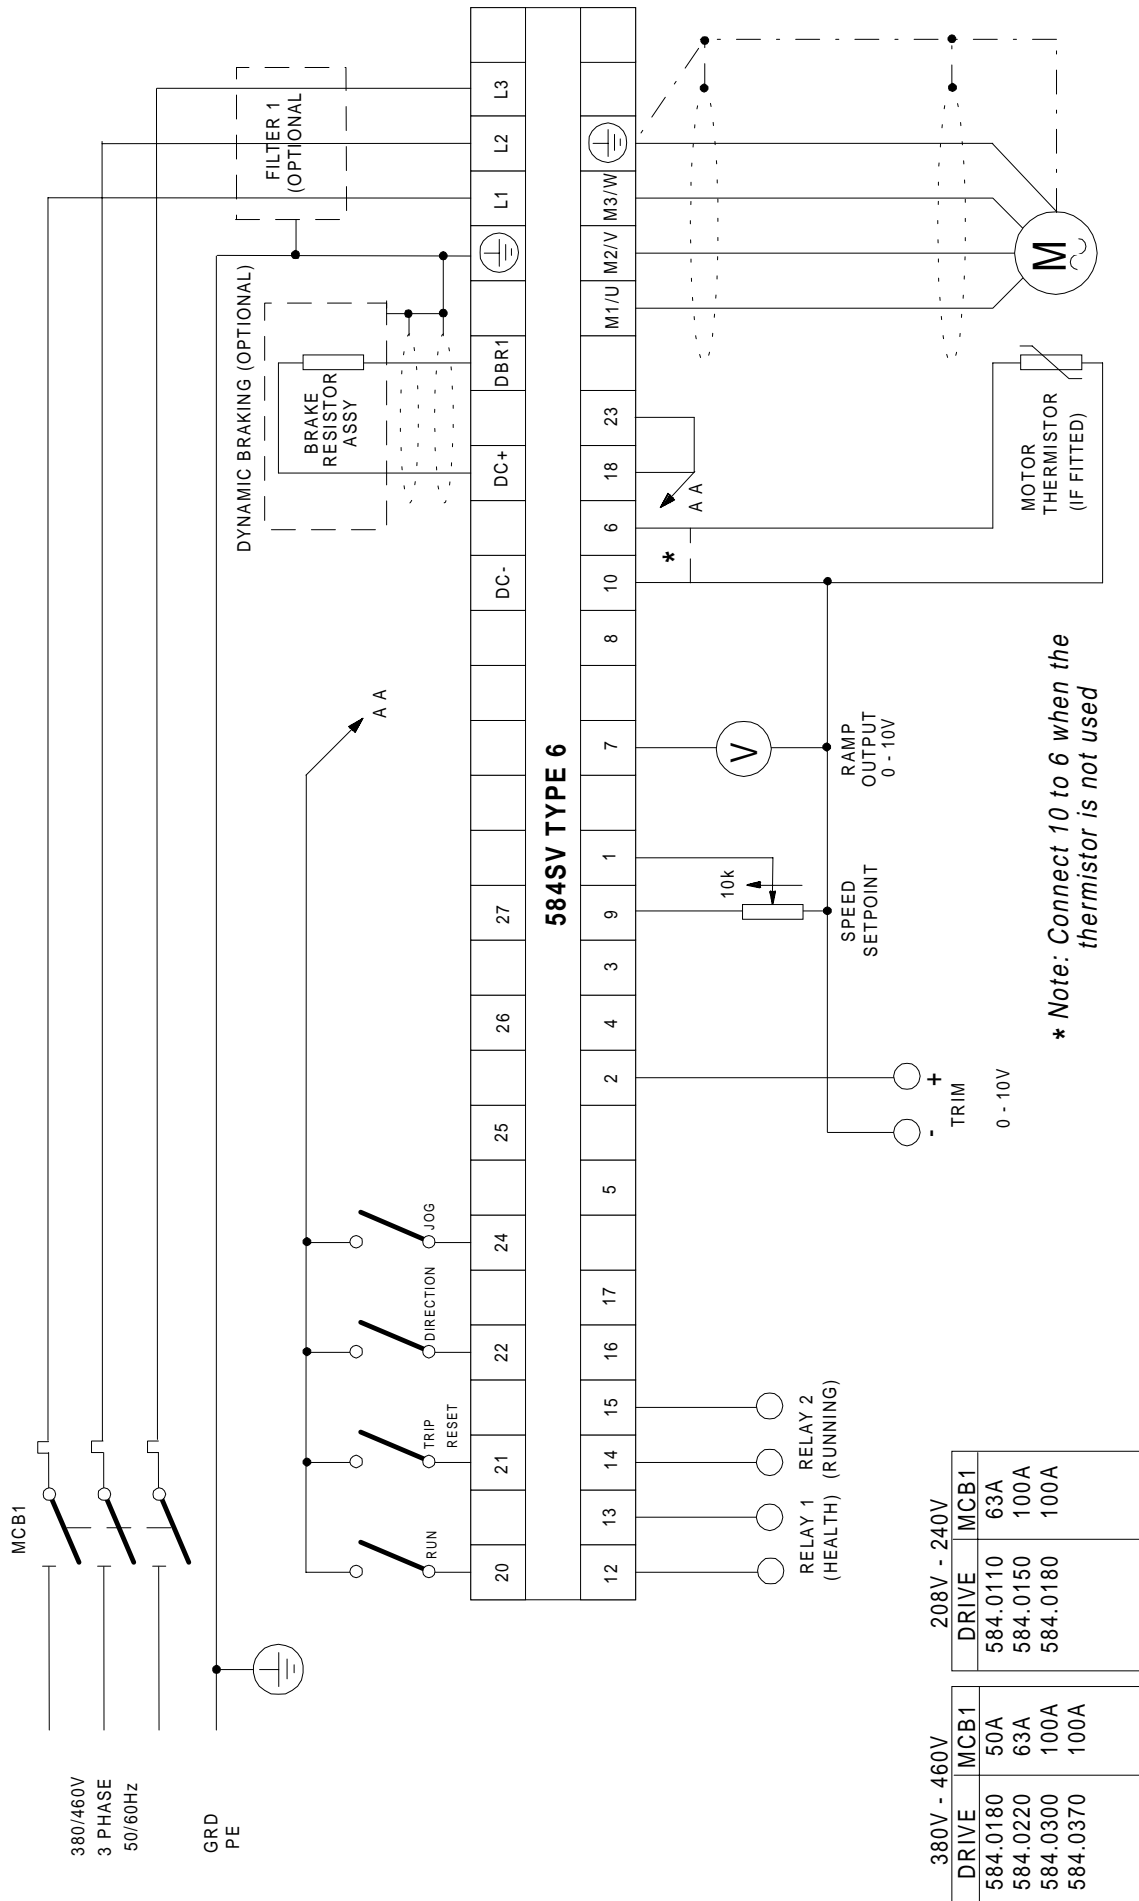 MCB1
380/460V
3 PHASE
50/60Hz
GRD
PE
FILTER 1
(OPTIONAL
DYNAMIC BRAKING (OPTIONAL)
BRAKE
RESISTOR
ASSY
A A
RUN
TRIP
RESET
DIRECTION
JOG
20
21
22
24
25
26
27
DC-
DC+
DBR1
L1
L2
L3
584SV TYPE 6
12
13
14
15
16
17
5
2
4
3
9
1
7
8
10
6
18
23
M1/U
M2/V
M3/W
*
A A
M
MOTOR
THERMISTOR
(IF FITTED)
V
RAMP
OUTPUT
0 - 10V
10k
SPEED
SETPOINT
-
+
TRIM
0 - 10V
RELAY 1
(HEALTH)
RELAY 2
(RUNNING)
* Note: Connect 10 to 6 when the
thermistor is not used
380V - 460V
DRIVE MCB1
584.0180 50A
584.0220 63A
584.0300 100A
584.0370 100A
208V - 240V
DRIVE MCB1
584.0110 63A
584.0150 100A
584.0180 100A